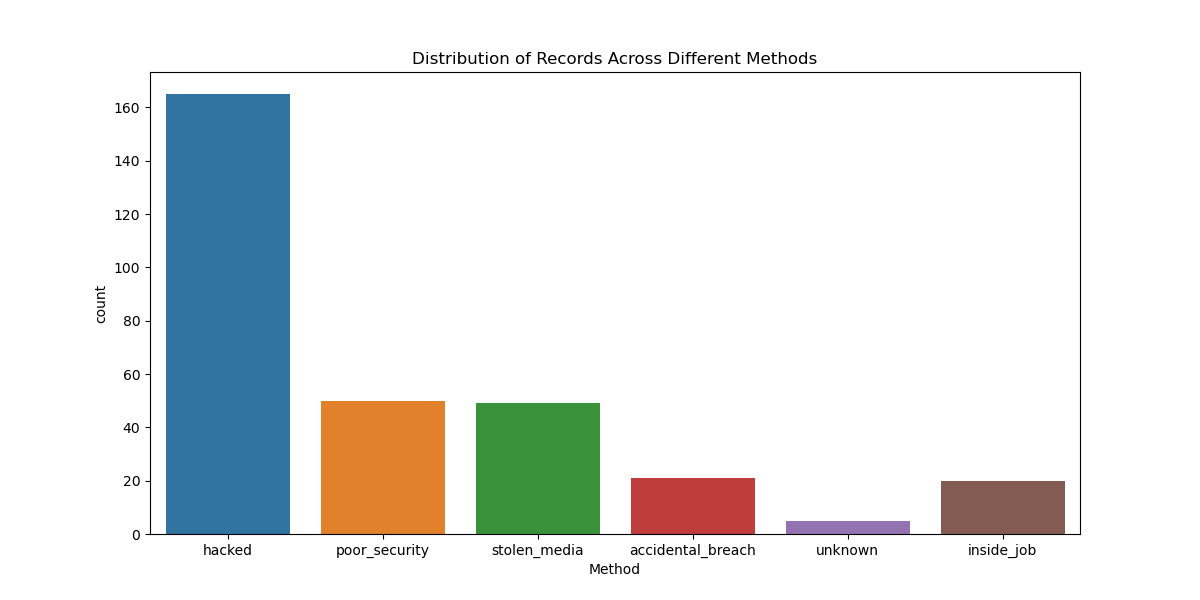 Distribution of Records Across Different Methods
160
140
120
100
80
60
40
20
0
count
hacked poor_security stolen_media accidental_breach unknown inside_job
Method